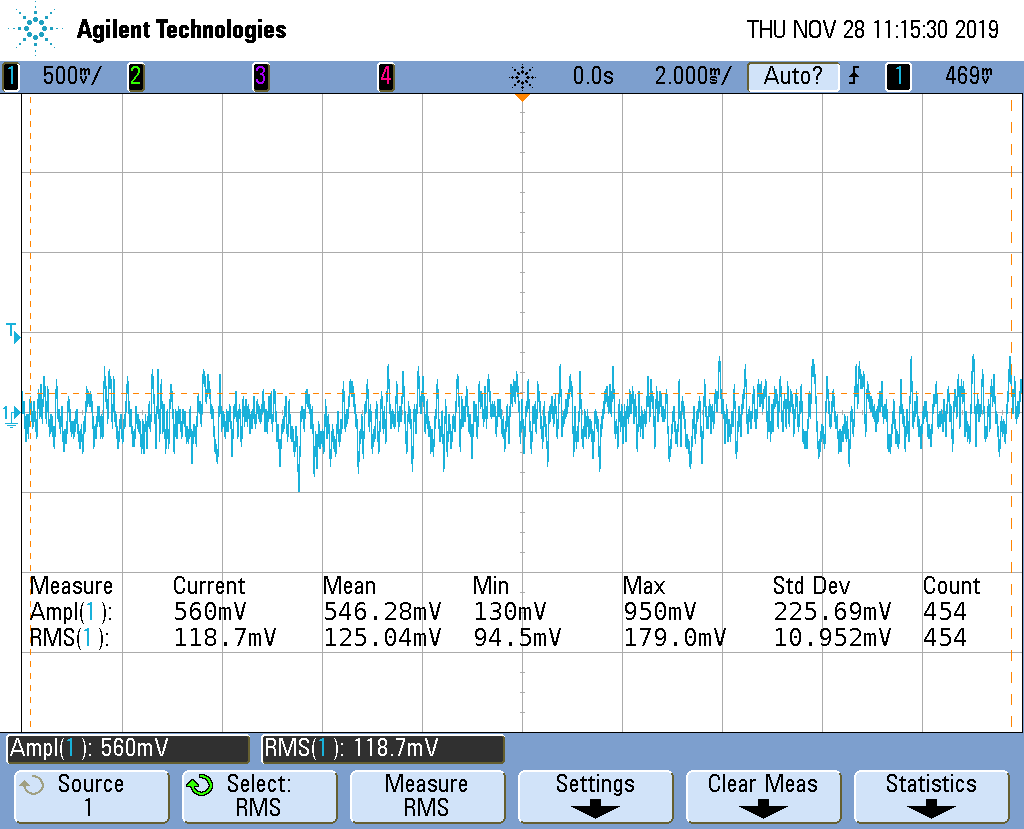 Agilent Technologies THU NOV 28 11:15:30 2019
1 500mV/ 2 3 4 0.0s 2.000ms/ Auto? 1 469mV
T
1
Measure Current Mean Min Max Std Dev Count
Ampl(1): 560mV 546.28mV 130mV 950mV 225.69mV 454
RMS(1): 118.7mV 125.04mV 94.5mV 179.0mV 10.952mV 454
Ampl(1): 560mV RMS(1): 118.7mV
Source Select: Measure Settings Clear Meas Statistics
1 RMS RMS